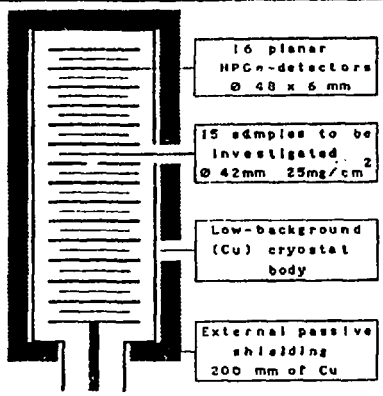 16 planar
HPGe-detectors
Ø 48 x 6 mm
15 samples to be
investigated
Ø 42mm 25mg/cm²
Low-background
(Cu) cryostat
body
External passive
shielding
200 mm of Cu